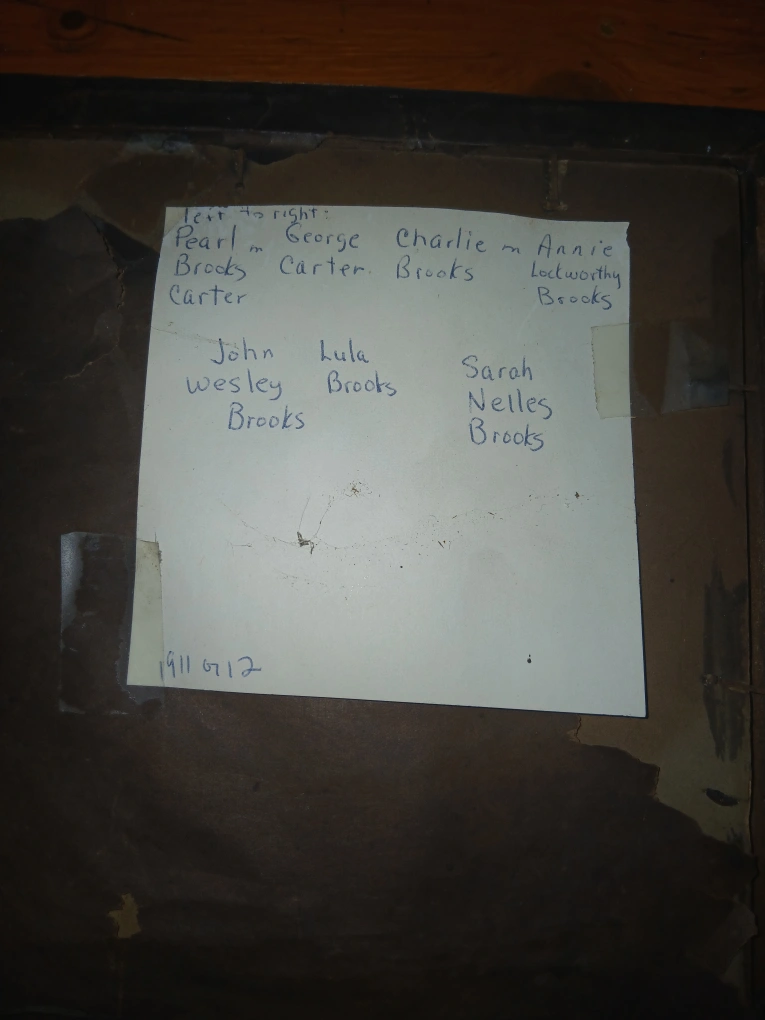 left to right:
Pearl m George Charlie m Annie
Brooks Carter. Brooks Lockworthy
Carter Brooks
John Lula Sarah
Wesley Brooks Nelles
Brooks Brooks
1911 or 12